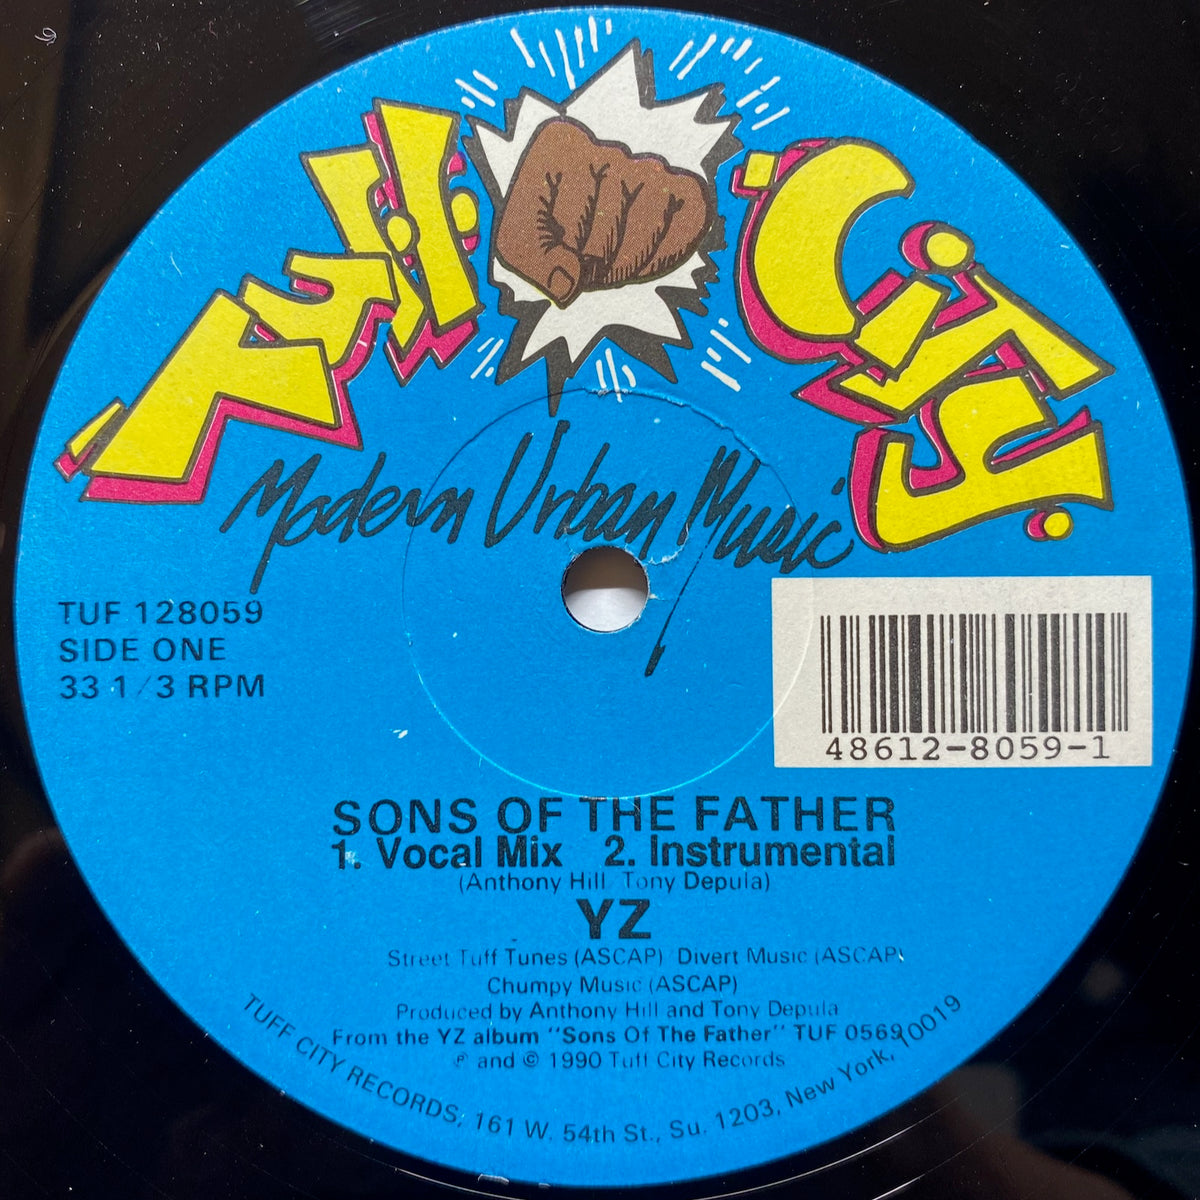 Tuff City
Modern Urban Music
TUF 128059
SIDE ONE
33 1/3 RPM
48612-8059-1
SONS OF THE FATHER
1. Vocal Mix 2. Instrumental
(Anthony Hill Tony Depula)
YZ
Street Tuff Tunes (ASCAP) Divert Music (ASCAP)
Chumpy Music (ASCAP)
Produced by Anthony Hill and Tony Depula
From the YZ album "Sons Of The Father" TUF 0569
℗ and © 1990 Tuff City Records
TUFF CITY RECORDS, 161 W. 54th St., Su. 1203, New York, 10019